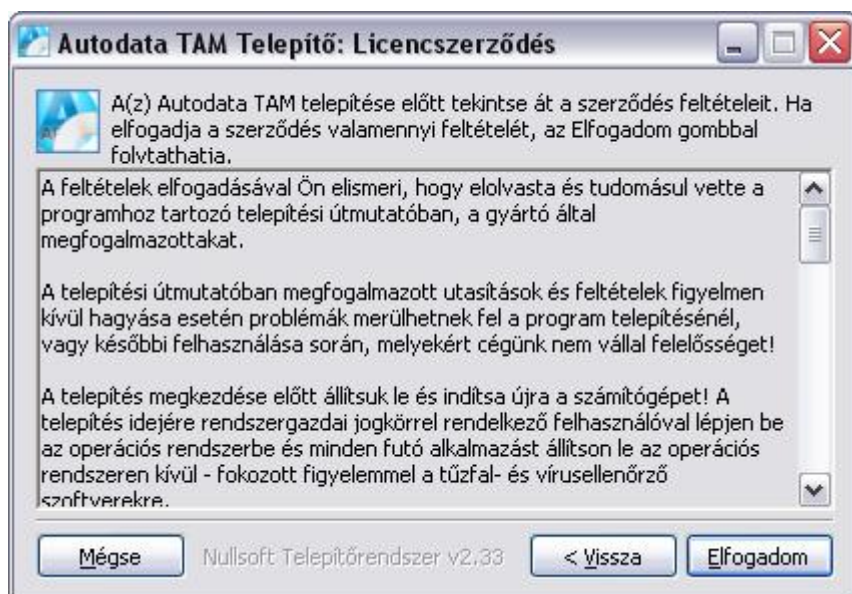 Autodata TAM Telepítő: Licencszerződés
A(z) Autodata TAM telepítése előtt tekintse át a szerződés feltételeit. Ha
elfogadja a szerződés valamennyi feltételét, az Elfogadom gombbal
folytathatja.
A feltételek elfogadásával Ön elismeri, hogy elolvasta és tudomásul vette a
programhoz tartozó telepítési útmutatóban, a gyártó által
megfogalmazottakat.
A telepítési útmutatóban megfogalmazott utasítások és feltételek figyelmen
kívül hagyása esetén problémák merülhetnek fel a program telepítésénél,
vagy későbbi felhasználása során, melyekért cégünk nem vállal felelősséget!
A telepítés megkezdése előtt állítsuk le és indítsa újra a számítógépet! A
telepítés idejére rendszergazdai jogkörrel rendelkező felhasználóval lépjen be
az operációs rendszerbe és minden futó alkalmazást állítson le az operációs
rendszeren kívül - fokozott figyelemmel a tűzfal- és vírusellenőrző
szoftverekre.
Mégse
Nullsoft Telepítőrendszer v2.33
< Vissza
Elfogadom